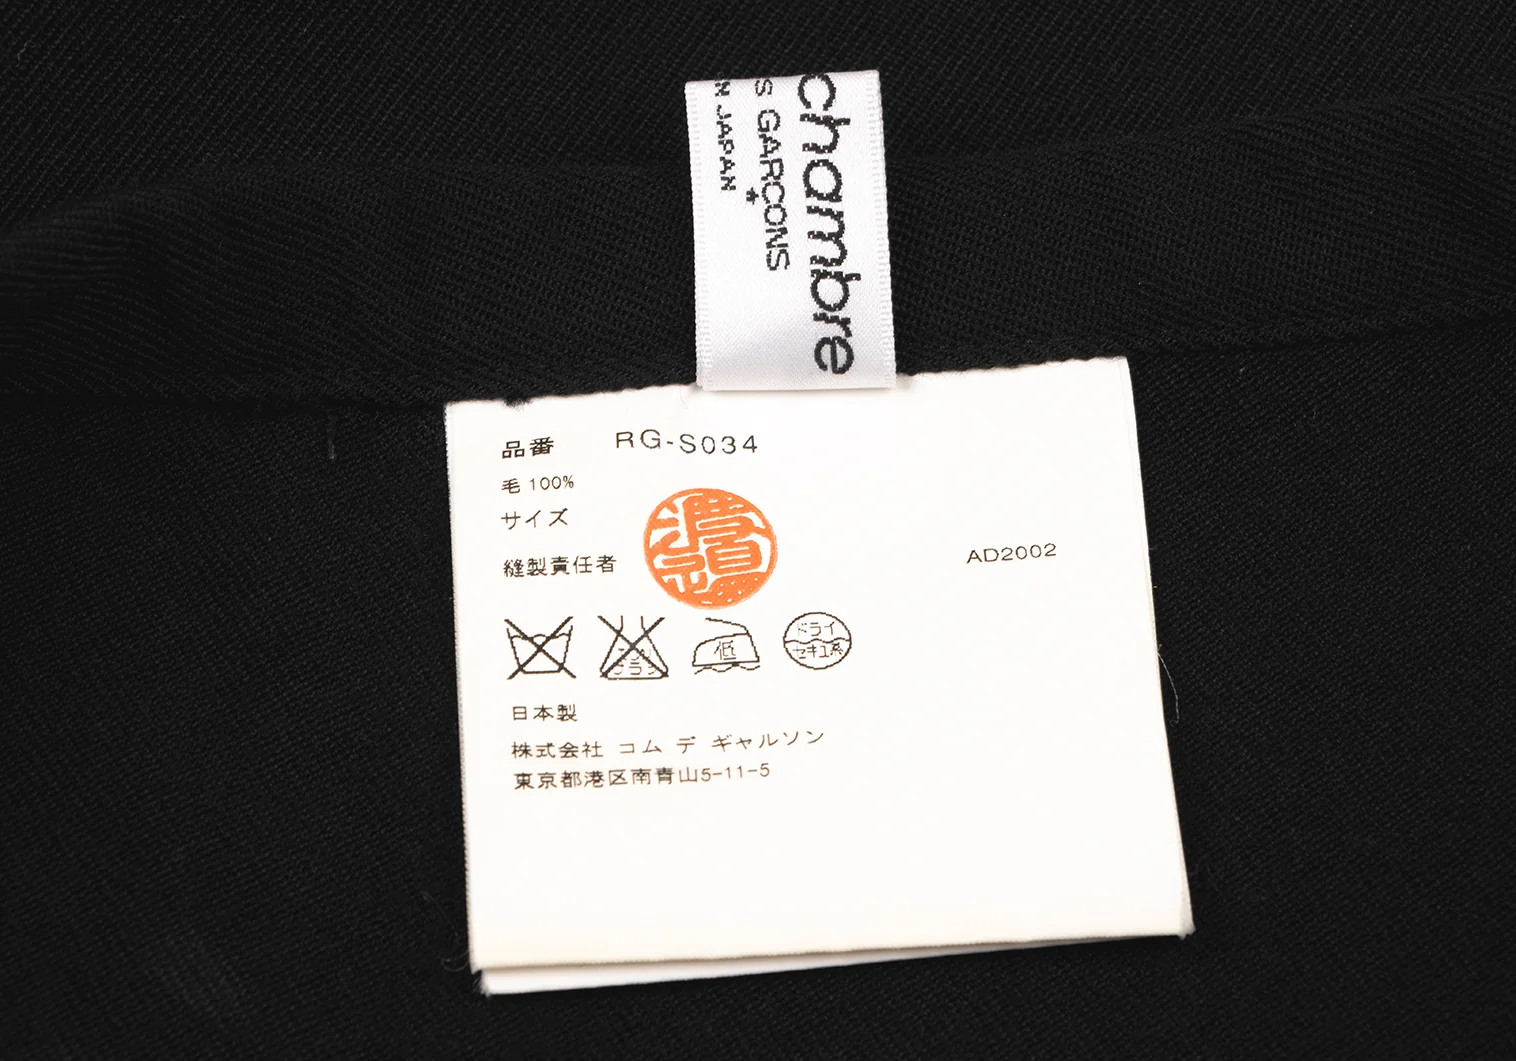 chambre
S GARÇONS
N JAPAN
品番 RG-S034
毛 100%
サイズ
縫製責任者
AD2002
低
ドライ
セキユ系
日本製
株式会社 コム デ ギャルソン
東京都港区南青山5-11-5